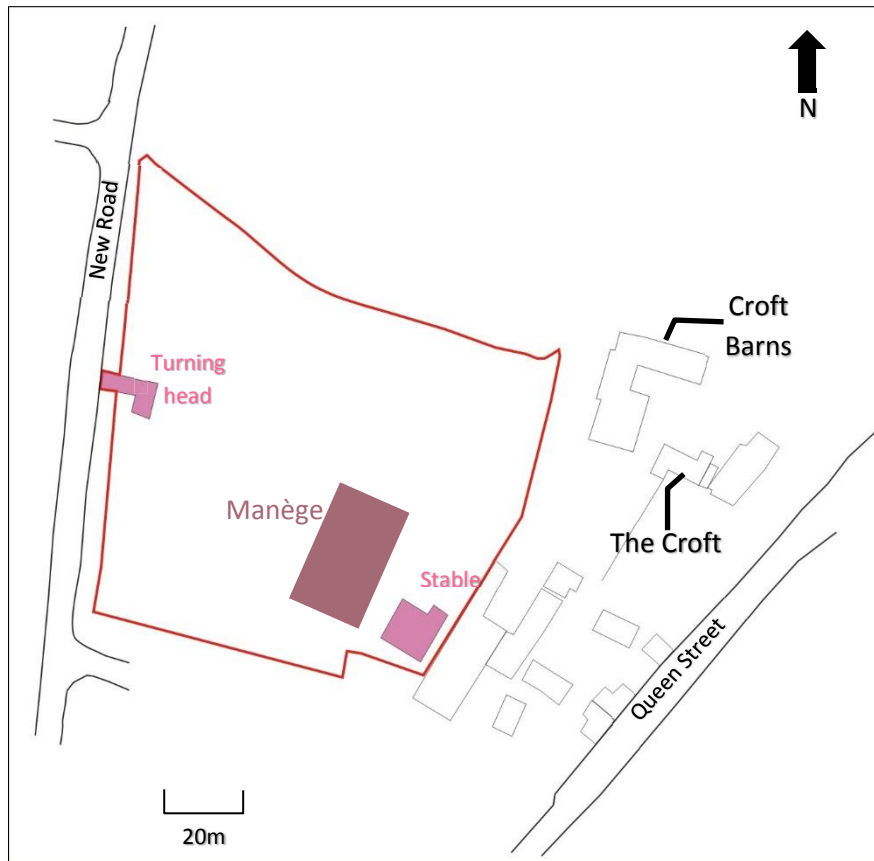 N
New Road
Croft
Barns
Turning
head
Manège
The Croft
Stable
Queen Street
20m